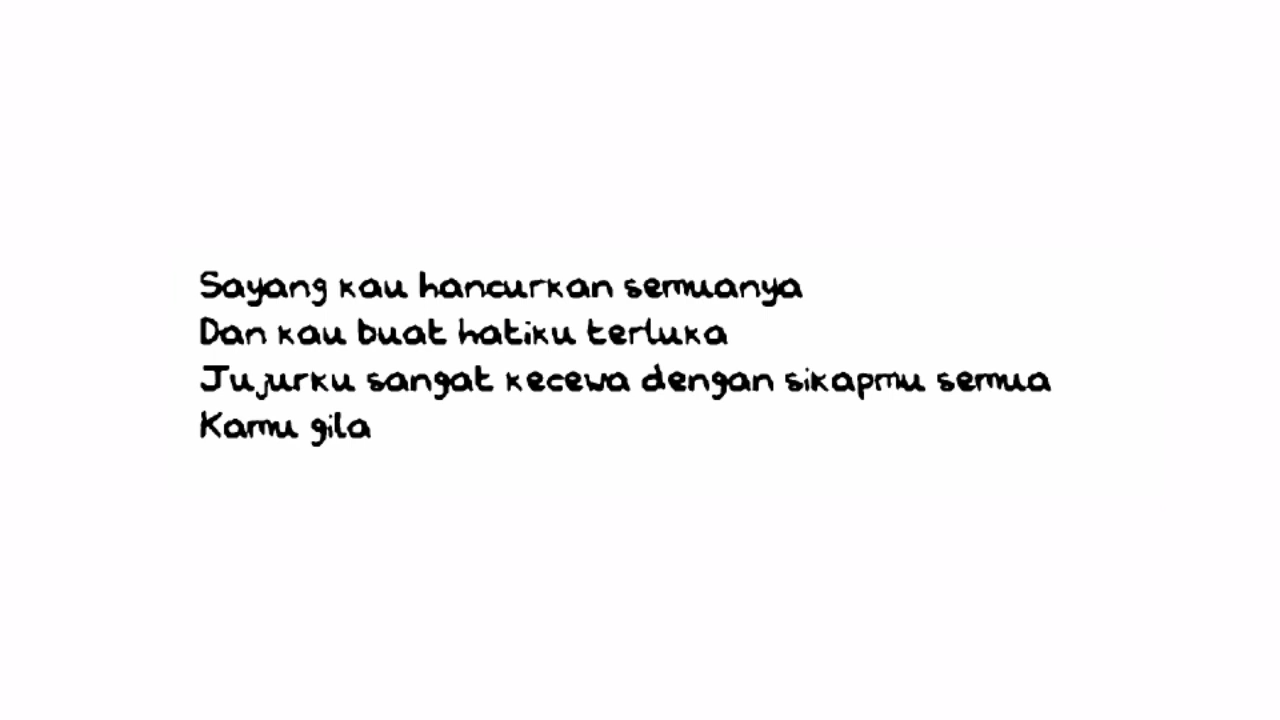 Sayang kau hancurkan semuanya
Dan kau buat hatiku terluka
Jujurku sangat kecewa dengan sikapmu semua
Kamu gila